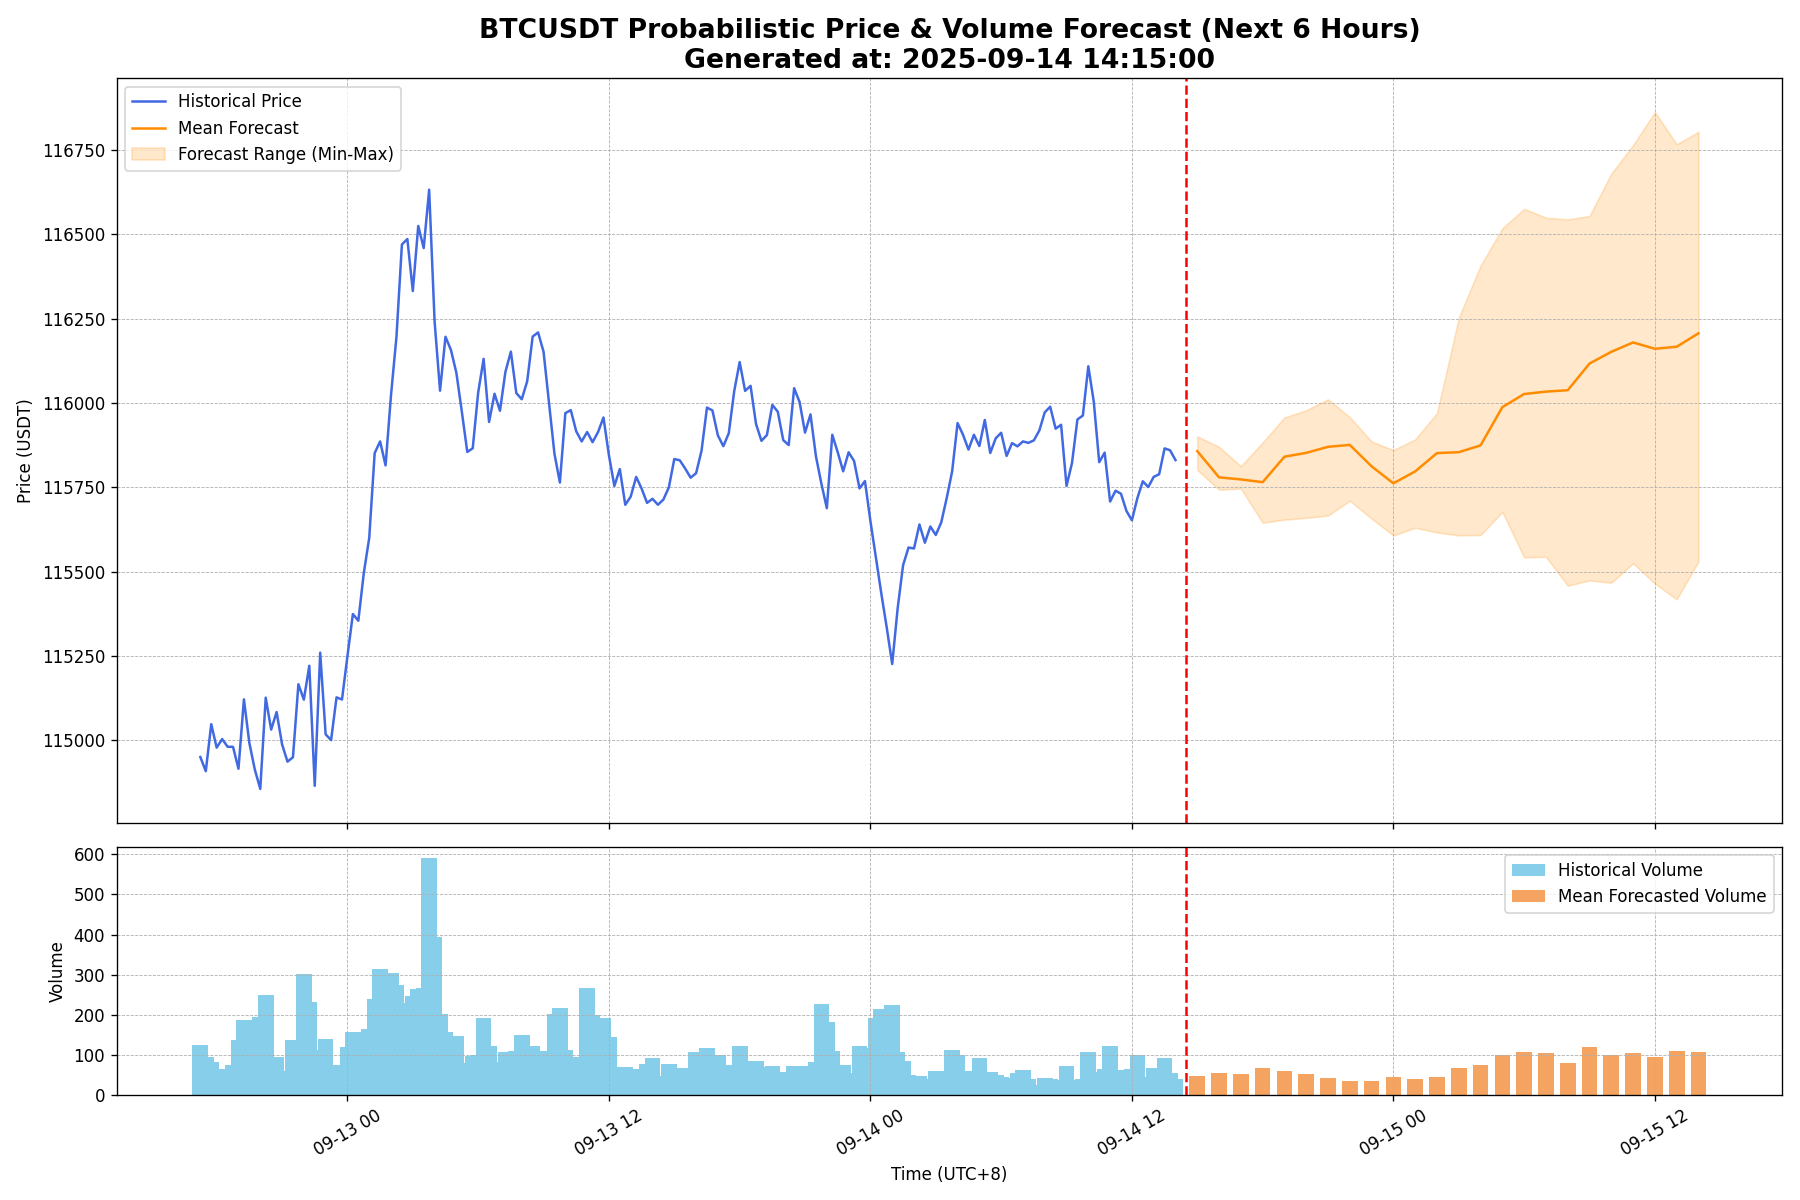 BTCUSDT Probabilistic Price & Volume Forecast (Next 6 Hours)
Generated at: 2025-09-14 14:15:00
Historical Price
Mean Forecast
Forecast Range (Min-Max)
Price (USDT)
116750
116500
116250
116000
115750
115500
115250
115000
Historical Volume
Mean Forecasted Volume
Volume
600
500
400
300
200
100
0
09-13 00
09-13 12
09-14 00
09-14 12
09-15 00
09-15 12
Time (UTC+8)